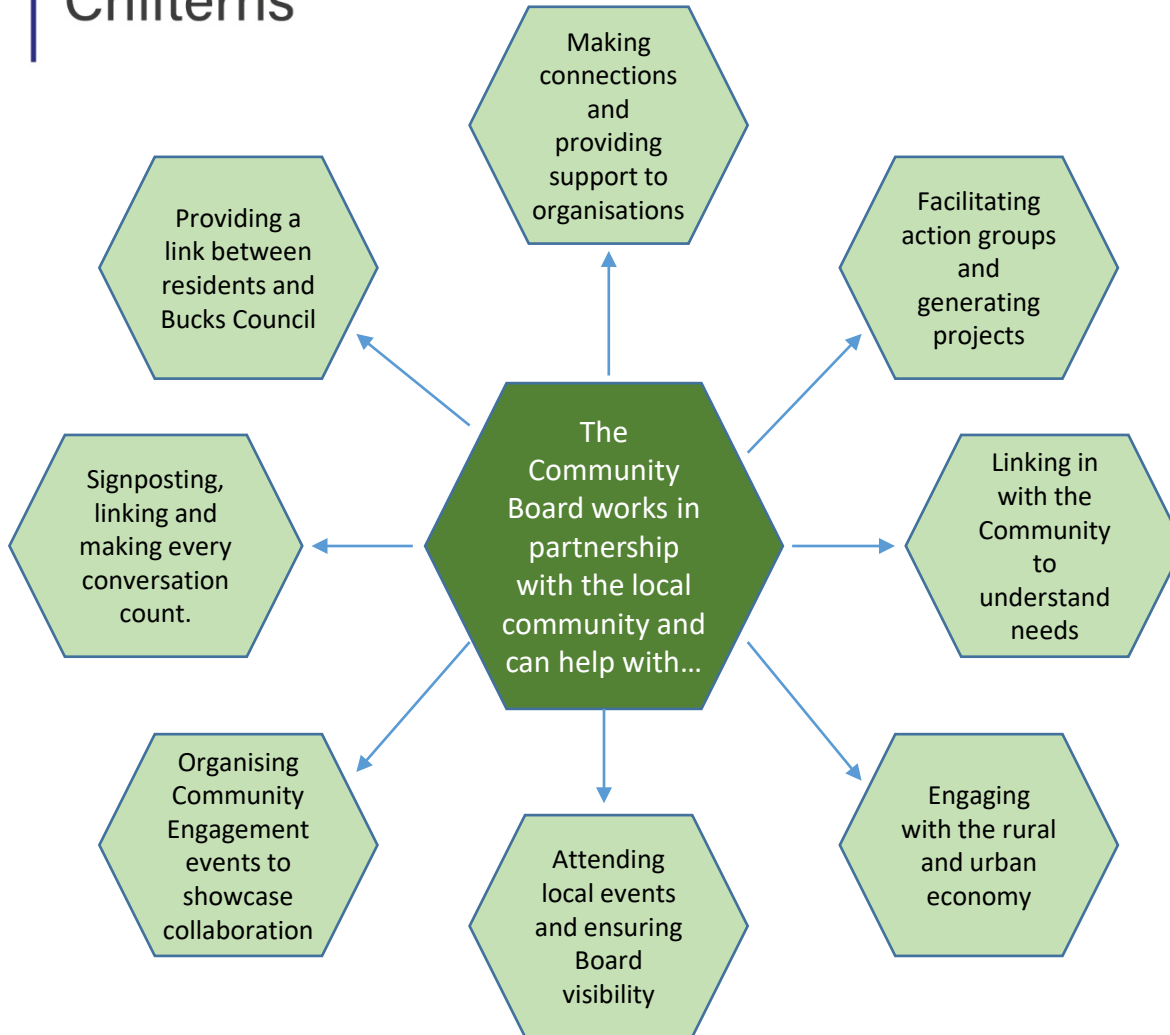 Chilterns
Making
connections
and
providing
support to
organisations
Providing a
link between
residents and
Bucks Council
Facilitating
action groups
and
generating
projects
Signposting,
linking and
making every
conversation
count.
The
Community
Board works in
partnership
with the local
community and
can help with…
Linking in
with the
Community
to
understand
needs
Organising
Community
Engagement
events to
showcase
collaboration
Attending
local events
and ensuring
Board
visibility
Engaging
with the rural
and urban
economy